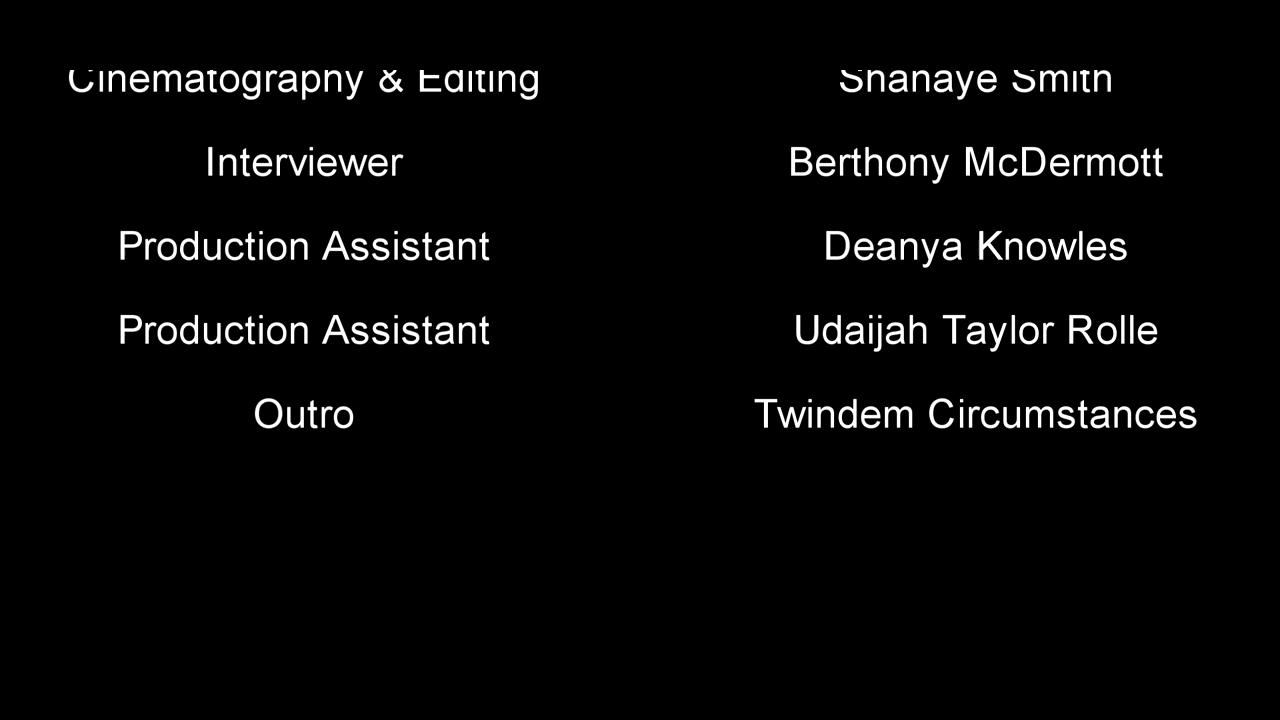 Cinematography & Editing Shanaye Smith
Interviewer Berthony McDermott
Production Assistant Deanya Knowles
Production Assistant Udaijah Taylor Rolle
Outro Twindem Circumstances